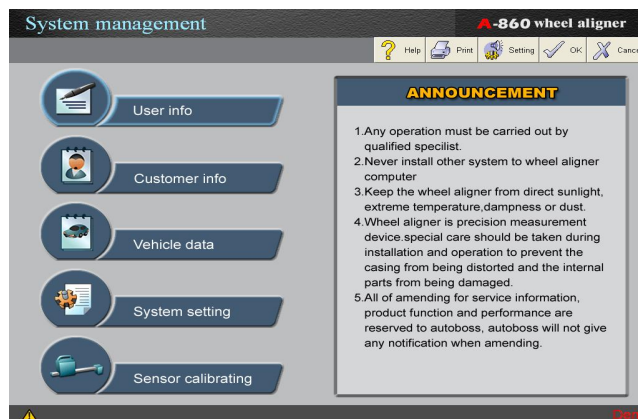 System management
A-860 wheel aligner
Help Print Setting OK
User info
Customer info
Vehicle data
System setting
Sensor calibrating
ANNOUNCEMENT
1.Any operation must be carried out by
qualified specilist.
2.Never install other system to wheel aligner
computer
3.Keep the wheel aligner from direct sunlight,
extreme temperature,dampness or dust.
4.Wheel aligner is precision measurement
device.special care should be taken during
installation and operation to prevent the
casing from being distorted and the internal
parts from being damaged.
5.All of amending for service information,
product function and performance are
reserved to autoboss, autoboss will not give
any notification when amending.